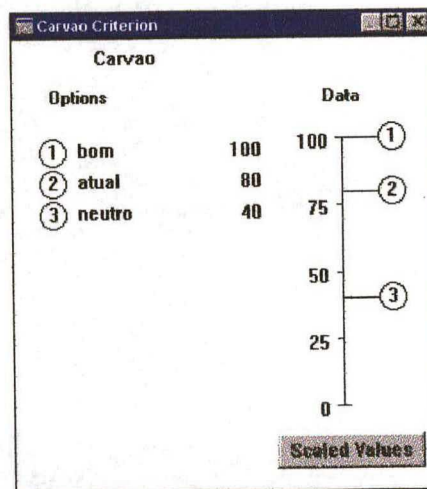 Carvao Criterion
Carvao
Options Data
1 bom 100
2 atual 80
3 neutro 40
100 1
2
75
50
3
25
0
Scaled Values